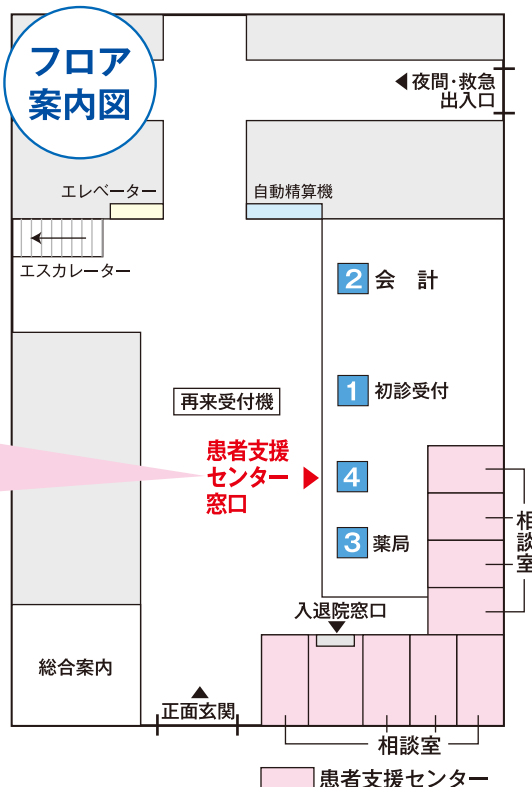 フロア
案内図
夜間・救急
出入口
エレベーター
自動精算機
エスカレーター
2 会 計
1 初診受付
再来受付機
患者支援
センター
窓口
4
3 薬局
相談室
入退院窓口
総合案内
正面玄関
相談室
患者支援センター